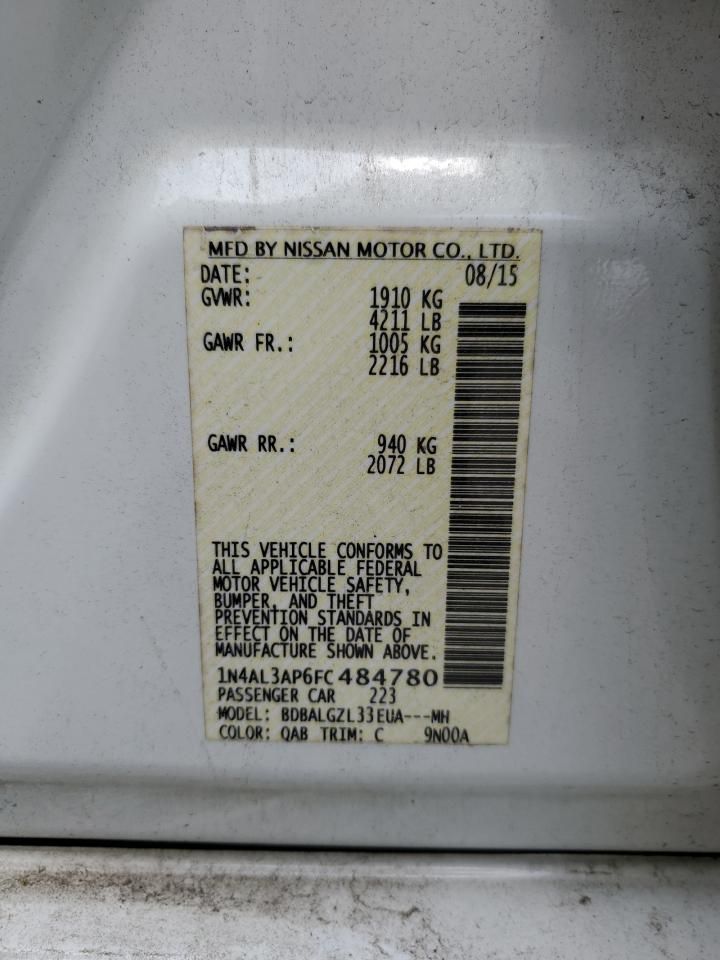 MFD BY NISSAN MOTOR CO., LTD.
DATE: 08/15
GVWR: 1910 KG
4211 LB
GAWR FR.: 1005 KG
2216 LB
GAWR RR.: 940 KG
2072 LB
THIS VEHICLE CONFORMS TO
ALL APPLICABLE FEDERAL
MOTOR VEHICLE SAFETY,
BUMPER, AND THEFT
PREVENTION STANDARDS IN
EFFECT ON THE DATE OF
MANUFACTURE SHOWN ABOVE.
1N4AL3AP6FC484780
PASSENGER CAR 223
MODEL: BDBALGZL33EUA---MH
COLOR: QAB TRIM: C 9N00A